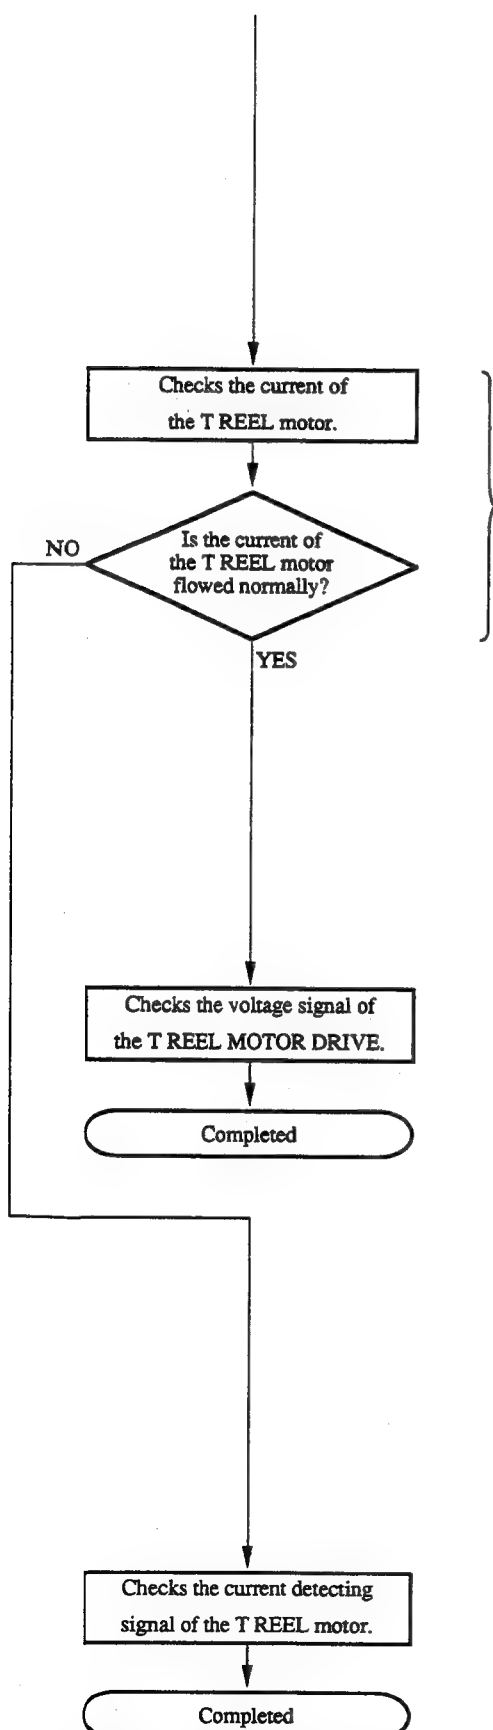 Checks the current of
the T REEL motor.
Is the current of
the T REEL motor
flowed normally?
NO
YES
Checks the voltage signal of
the T REEL MOTOR DRIVE.
Completed
Checks the current detecting
signal of the T REEL motor.
Completed